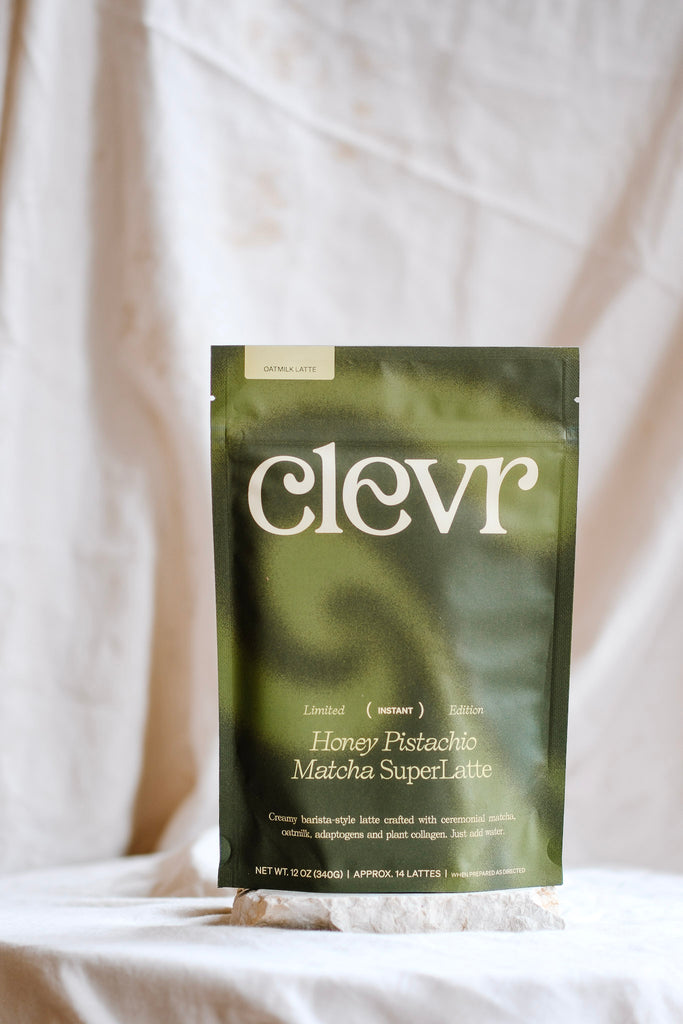 OATMILK LATTE
clevr
Limited ( INSTANT ) Edition
Honey Pistachio
Matcha SuperLatte
Creamy barista-style latte crafted with ceremonial matcha,
oatmilk, adaptogens and plant collagen. Just add water.
NET WT. 12 OZ (340G) | APPROX. 14 LATTES | WHEN PREPARED AS DIRECTED